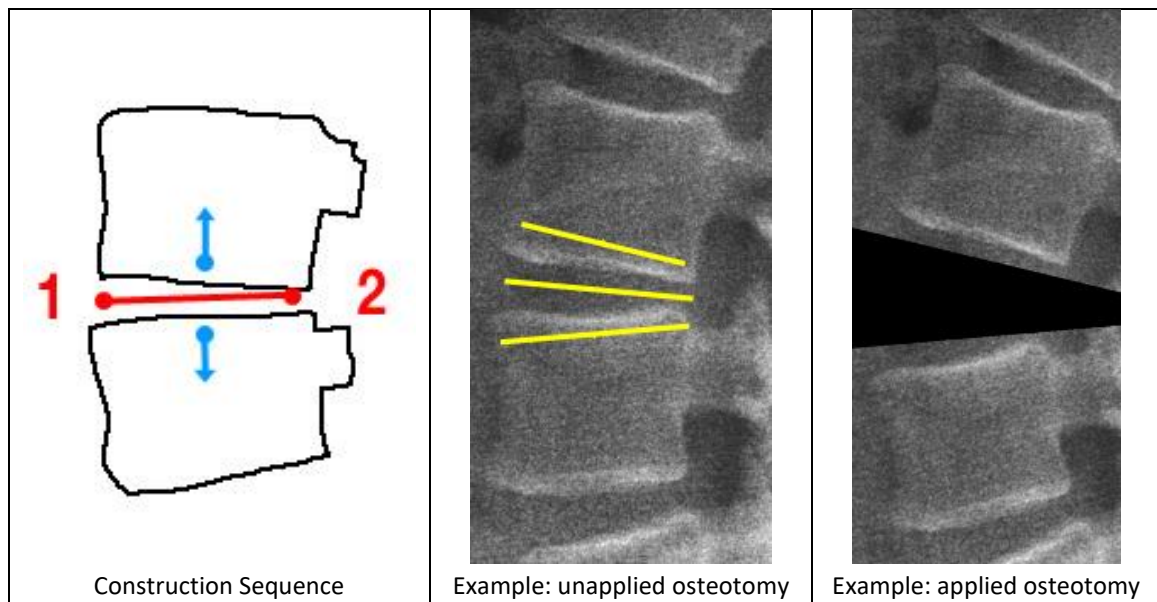 1
2
Construction Sequence
Example: unapplied osteotomy
Example: applied osteotomy